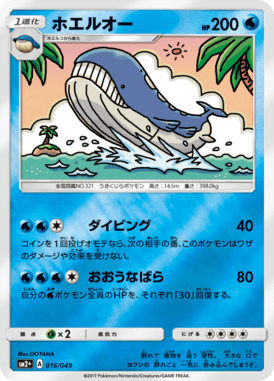 1進化
ホエルオー
HP200
ホエルコから進化
全国図鑑NO.321 うきくじらポケモン 高さ：14.5m 重さ：398.0kg
ダイビング 40
コインを1回投げオモテなら、次の相手の番、このポケモンはワザ
のダメージや効果を受けない。
おおうなばら 80
自分のポケモン全員のHPを、それぞれ「30」回復する。
弱点 ×2 抵抗力 にげる
Illus.OOYAMA
sm2+ A 016/049
©2017 Pokémon/Nintendo/Creatures/GAME FREAK.